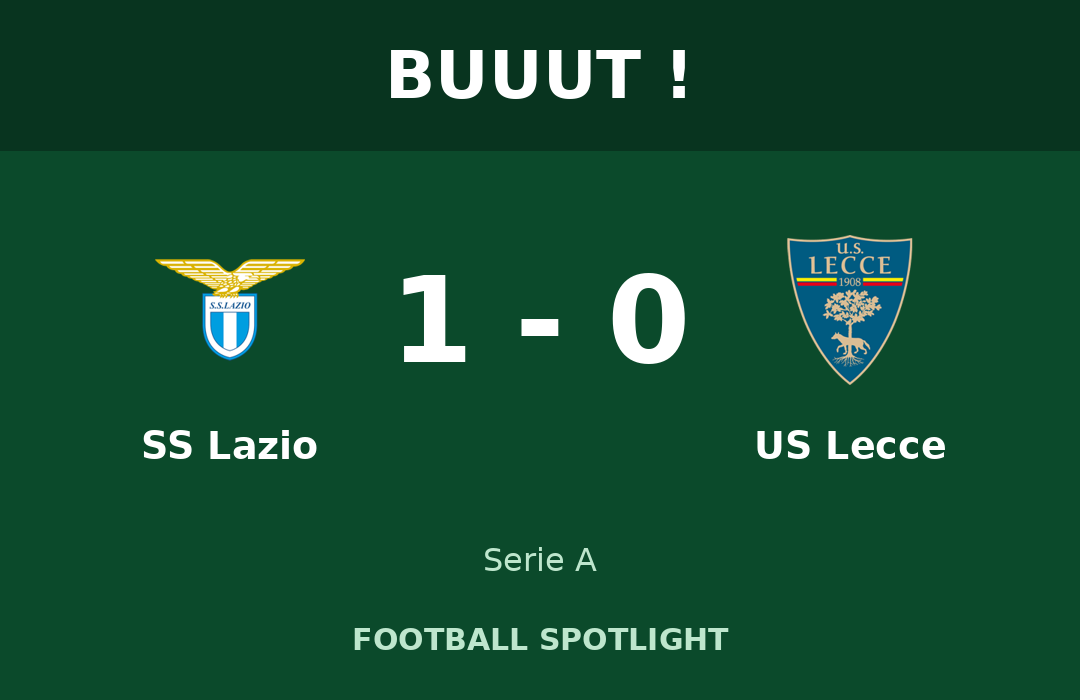 BUUUT !
S.S.LAZIO
U.S.
LECCE
1908
1 - 0
SS Lazio
US Lecce
Serie A
FOOTBALL SPOTLIGHT